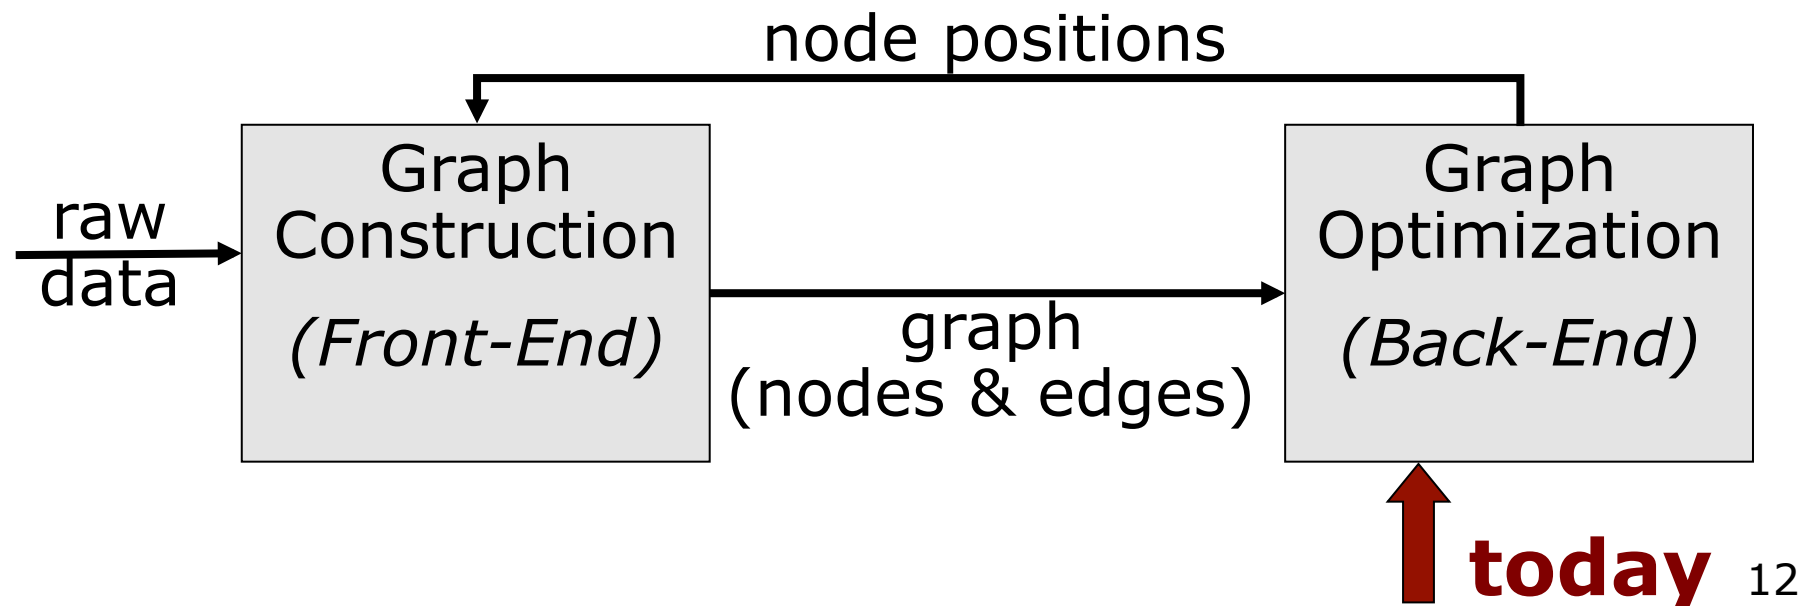 node positions
raw
data
Graph
Construction
(Front-End)
graph
(nodes & edges)
Graph
Optimization
(Back-End)
today
12